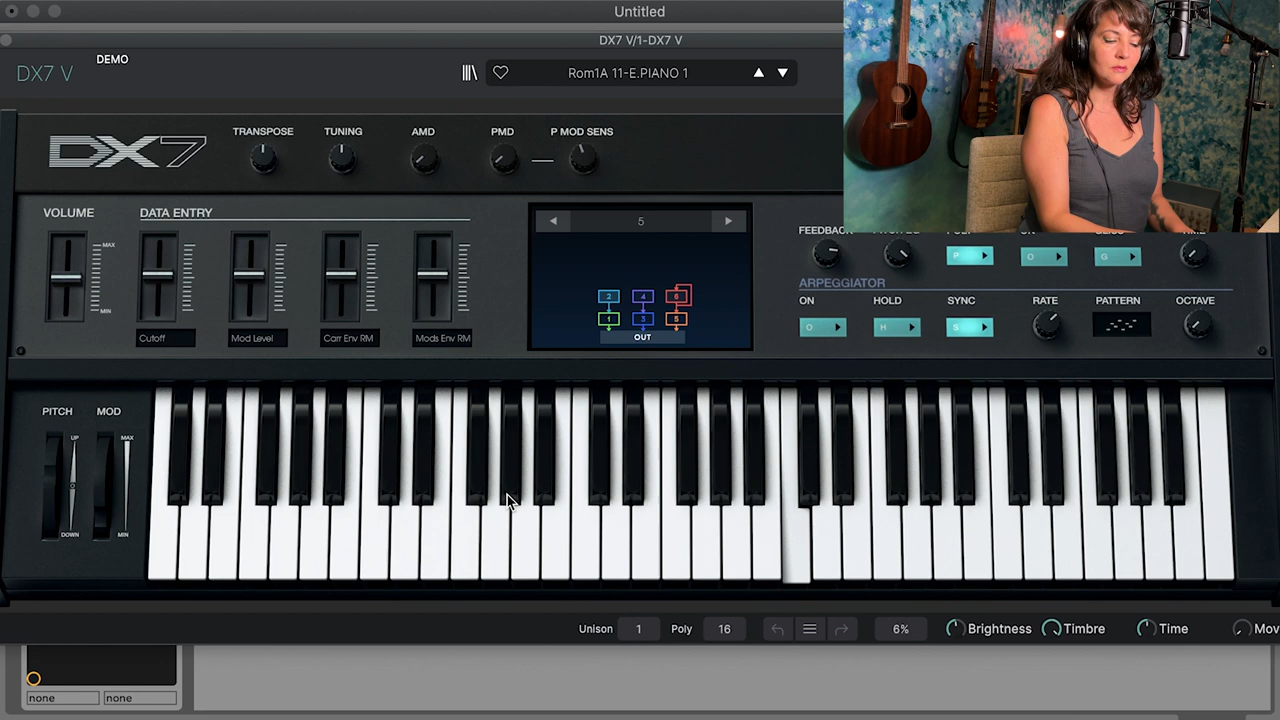 Untitled
DX7 V/1-DX7 V
DX7 V
DEMO
Rom1A 11-E.PIANO 1
DX7
TRANSPOSE
TUNING
AMD
PMD
P MOD SENS
VOLUME
MAX
MIN
DATA ENTRY
Cutoff
Mod Level
Carr Env RM
Mods Env RM
5
2 4 6
1 3 5
OUT
FEEDBACK
P
O
G
ARPEGGIATOR
ON
HOLD
SYNC
RATE
PATTERN
OCTAVE
O
H
S
PITCH
MOD
UP
DOWN
MAX
MIN
Unison 1
Poly 16
6%
Brightness
Timbre
Time
Mov
none
none